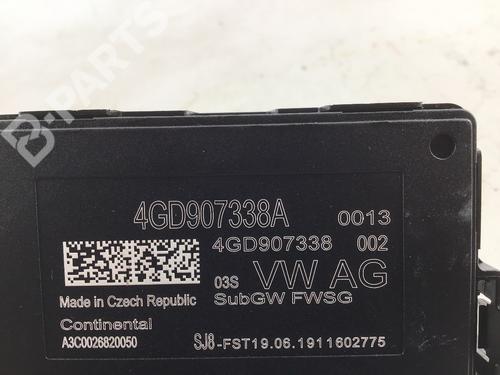 B-PARTS
4GD907338A 0013
4GD907338 002
03S VW AG
SubGW FWSG
Made in Czech Republic
Continental
A3C0026820050 SJ8-FST19.06.1911602775